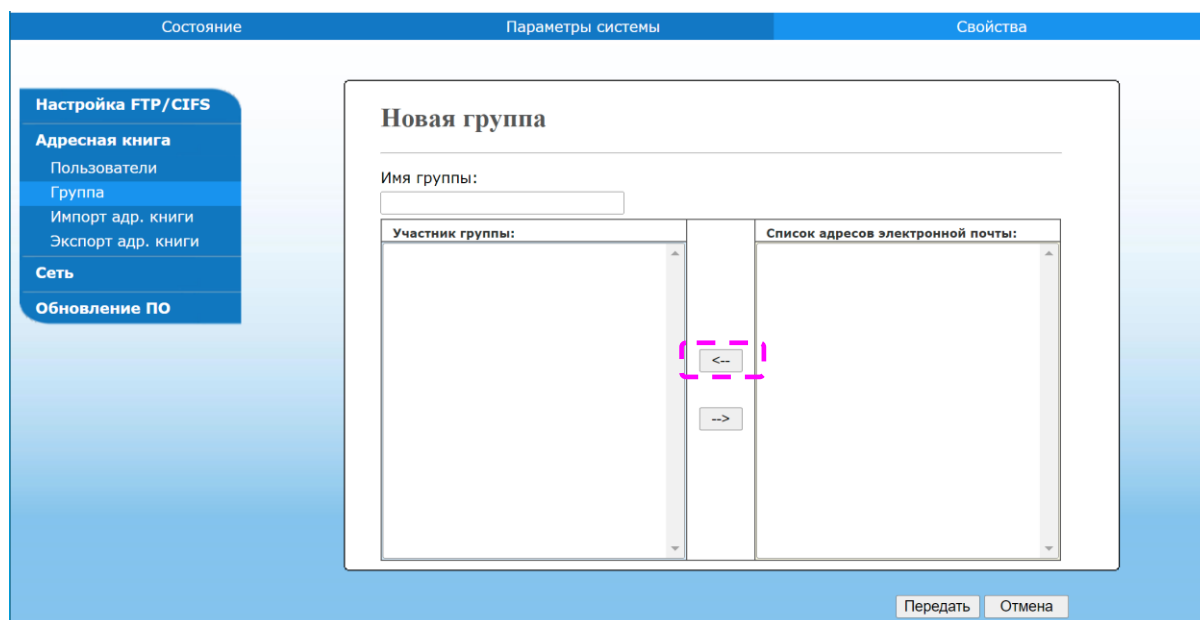 Состояние Параметры системы Свойства
Настройка FTP/CIFS
Адресная книга
Пользователи
Группа
Импорт адр. книги
Экспорт адр. книги
Сеть
Обновление ПО
Новая группа
Имя группы:
Участник группы: Список адресов электронной почты:
<--
-->
Передать Отмена